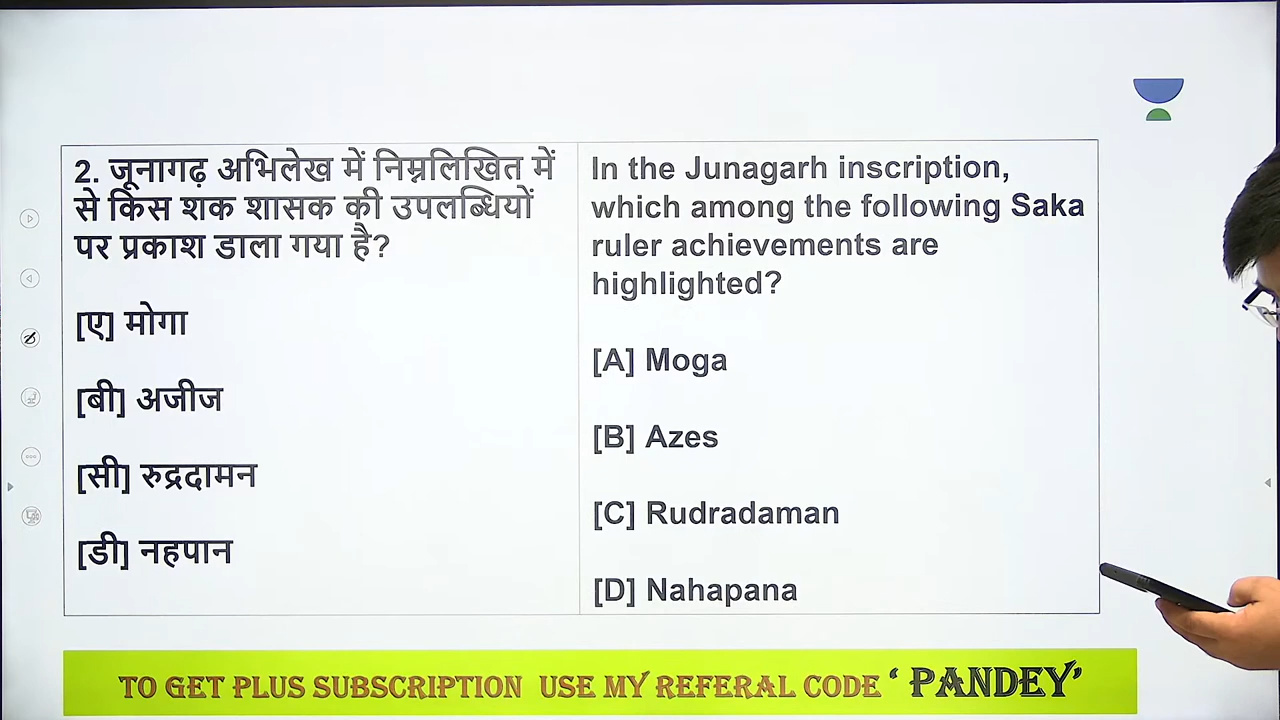 2. जूनागढ़ अभिलेख में निम्नलिखित में
से किस शक शासक की उपलब्धियों
पर प्रकाश डाला गया है?
[ए] मोगा
[बी] अजीज
[सी] रुद्रदामन
[डी] नहपान
In the Junagarh inscription,
which among the following Saka
ruler achievements are
highlighted?
[A] Moga
[B] Azes
[C] Rudradaman
[D] Nahapana
TO GET PLUS SUBSCRIPTION USE MY REFERAL CODE ‘ PANDEY’